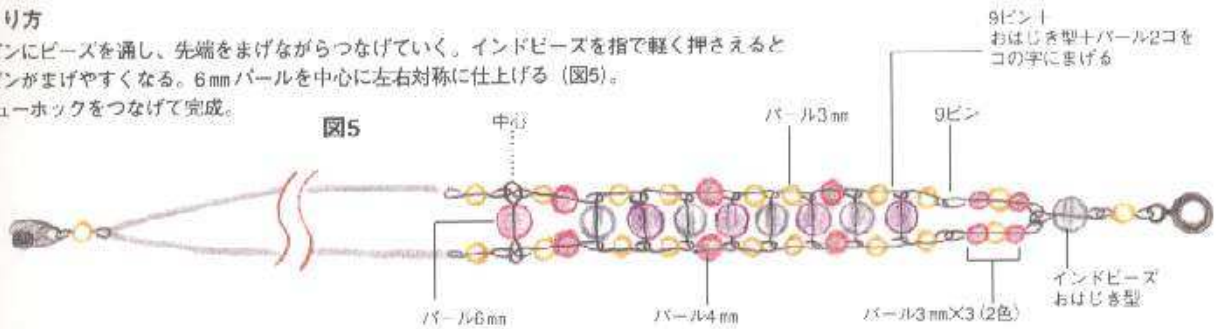 り方
ンにビーズを通し、先端をまげながらつなげていく。インドビーズを指で軽く押さえると
ンがまげやすくなる。6㎜パールを中心に左右対称に仕上げる（図5）。
ューホックをつなげて完成。
図5
中心
パール3㎜
9ピン
9ピン＋
おはじき型＋パール2コを
コの字にまげる
パール6㎜
パール4㎜
パール3㎜×3（2色）
インドビーズ
おはじき型